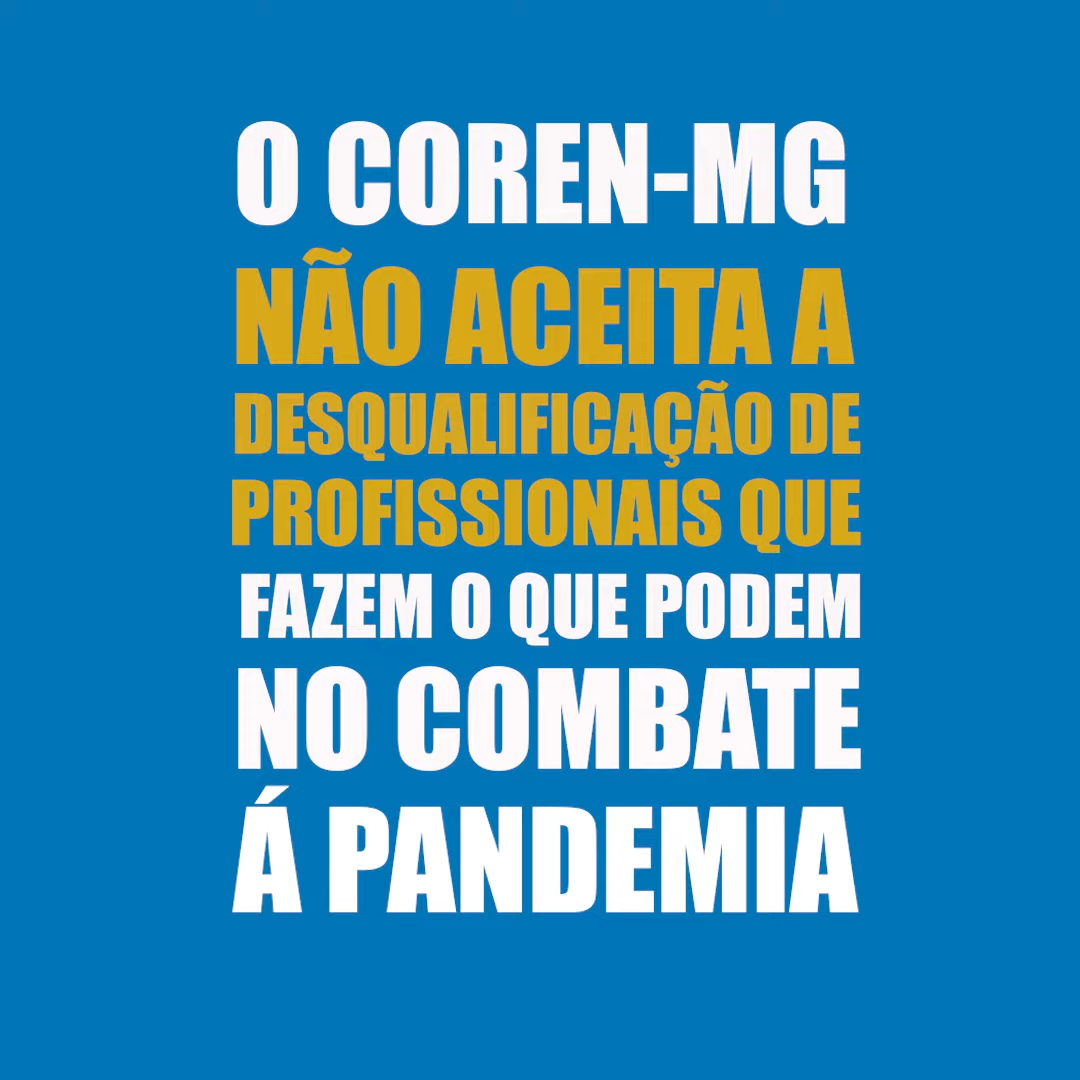 O COREN-MG
NÃO ACEITA A
DESQUALIFICAÇÃO DE
PROFISSIONAIS QUE
FAZEM O QUE PODEM
NO COMBATE
Á PANDEMIA